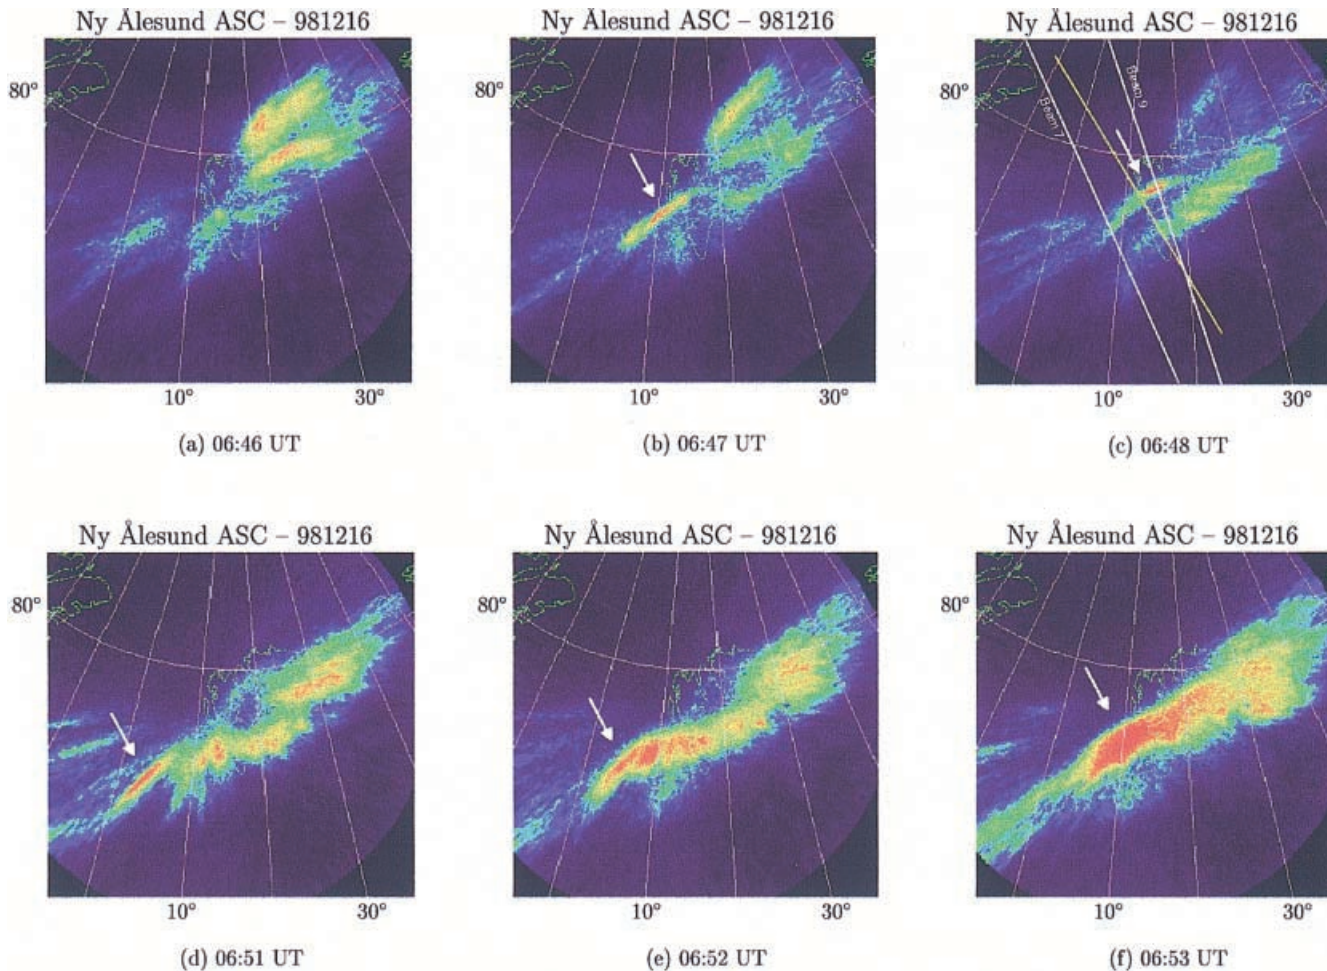 Ny Ålesund ASC – 981216
Ny Ålesund ASC – 981216
Ny Ålesund ASC – 981216
80°
80°
80°
Beam 7
Beam 9
10°
30°
10°
30°
10°
30°
(a) 06:46 UT
(b) 06:47 UT
(c) 06:48 UT
Ny Ålesund ASC – 981216
Ny Ålesund ASC – 981216
Ny Ålesund ASC – 981216
80°
80°
80°
10°
30°
10°
30°
10°
30°
(d) 06:51 UT
(e) 06:52 UT
(f) 06:53 UT